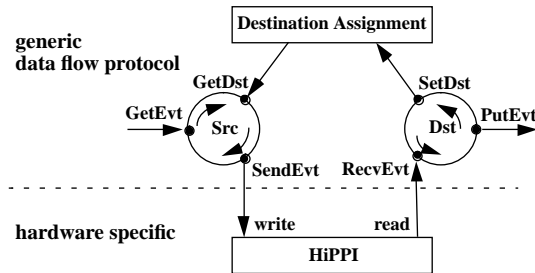 Destination Assignment
generic
data flow protocol
GetDst
SetDst
GetEvt
Src
Dst
PutEvt
SendEvt
RecvEvt
write
read
hardware specific
HiPPI